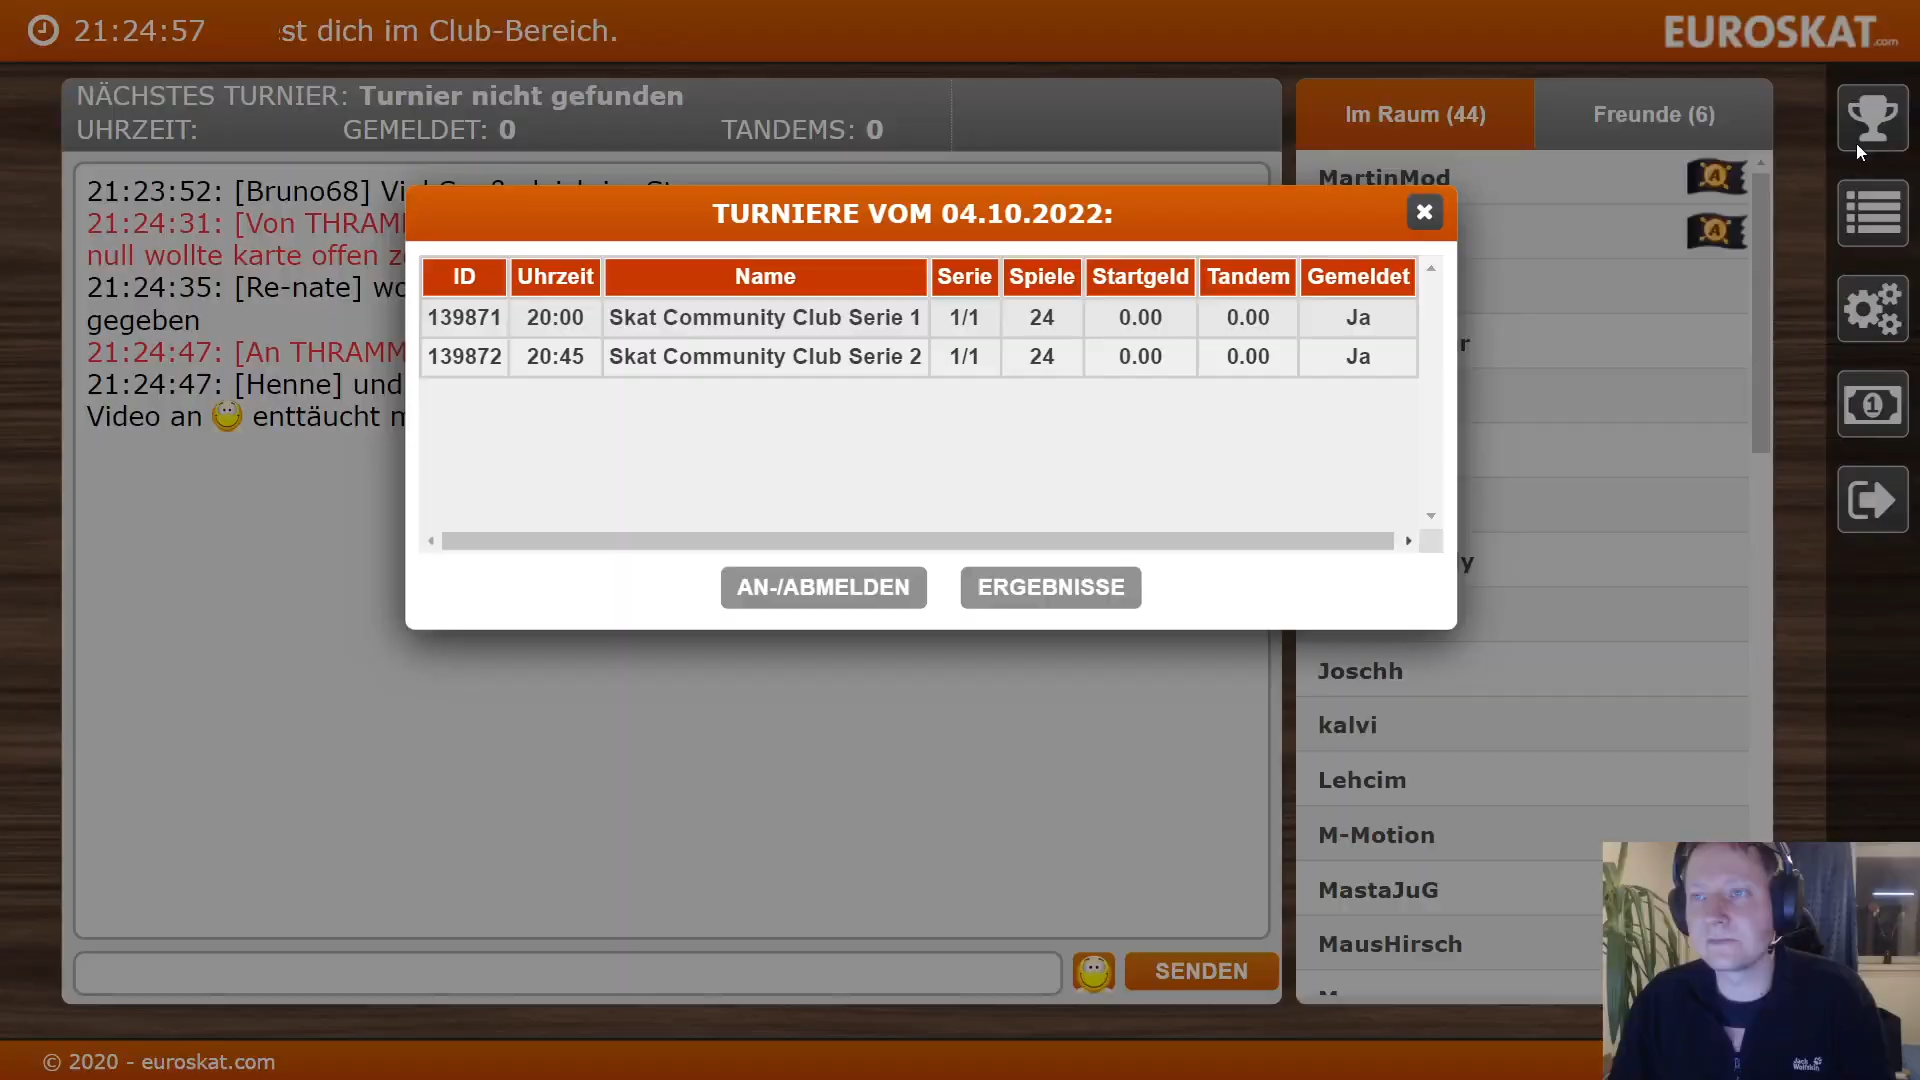 21:24:57
st dich im Club-Bereich.
EUROSKAT.com
NÄCHSTES TURNIER: Turnier nicht gefunden
UHRZEIT: GEMELDET: 0 TANDEMS: 0
Im Raum (44)
Freunde (6)
21:23:52: [Bruno68]
21:24:31: [Von THRAM
null wollte karte offen
21:24:35: [Re-nate]
gegeben
21:24:47: [An THRAMM
21:24:47: [Henne] und
Video an enttäucht
TURNIERE VOM 04.10.2022:
ID Uhrzeit Name Serie Spiele Startgeld Tandem Gemeldet
139871 20:00 Skat Community Club Serie 1 1/1 24 0.00 0.00 Ja
139872 20:45 Skat Community Club Serie 2 1/1 24 0.00 0.00 Ja
AN-/ABMELDEN
ERGEBNISSE
MartinMod
r
y
Joschh
kalvi
Lehcim
M-Motion
MastaJuG
MausHirsch
SENDEN
© 2020 - euroskat.com
Jack
Wolfskin